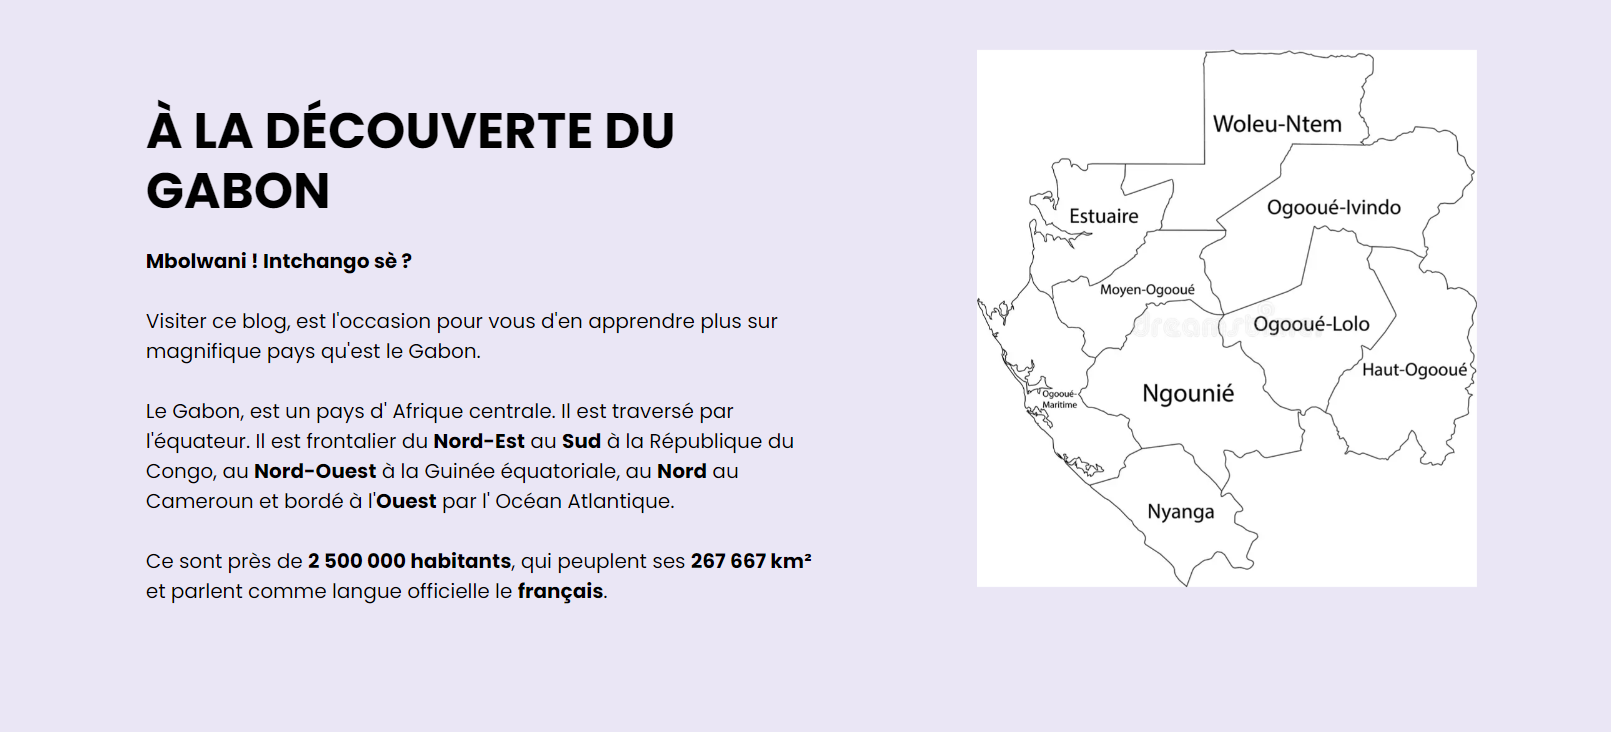 À LA DÉCOUVERTE DU
GABON
Mbolwani ! Intchango sè ?
Visiter ce blog, est l'occasion pour vous d'en apprendre plus sur
magnifique pays qu'est le Gabon.
Le Gabon, est un pays d' Afrique centrale. Il est traversé par
l'équateur. Il est frontalier du Nord-Est au Sud à la République du
Congo, au Nord-Ouest à la Guinée équatoriale, au Nord au
Cameroun et bordé à l'Ouest par l' Océan Atlantique.
Ce sont près de 2 500 000 habitants, qui peuplent ses 267 667 km²
et parlent comme langue officielle le français.
Woleu-Ntem
Ogooué-Ivindo
Estuaire
Moyen-Ogooué
Ogooué-Lolo
Haut-Ogooué
Ngounié
Ogooué-
Maritime
Nyanga